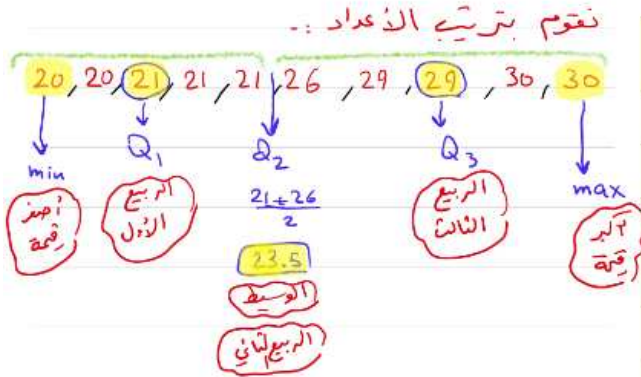 نقوم بترتيب الأعداد :-
20 , 20 , 21 , 21 , 21 , 26 , 29 , 29 , 30 , 30
min Q1 Q2 Q3 max
أصغر قيمة
الربيع الأول
21+26
2
23.5
الوسيط
الربيع الثاني
الربيع الثالث
أكبر قيمة